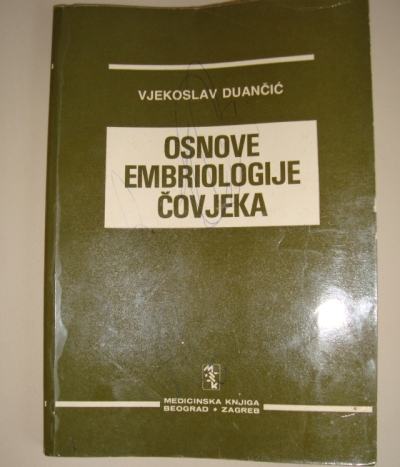 VJEKOSLAV DUANČIĆ
OSNOVE
EMBRIOLOGIJE
ČOVJEKA
MEDICINSKA KNJIGA
BEOGRAD • ZAGREB